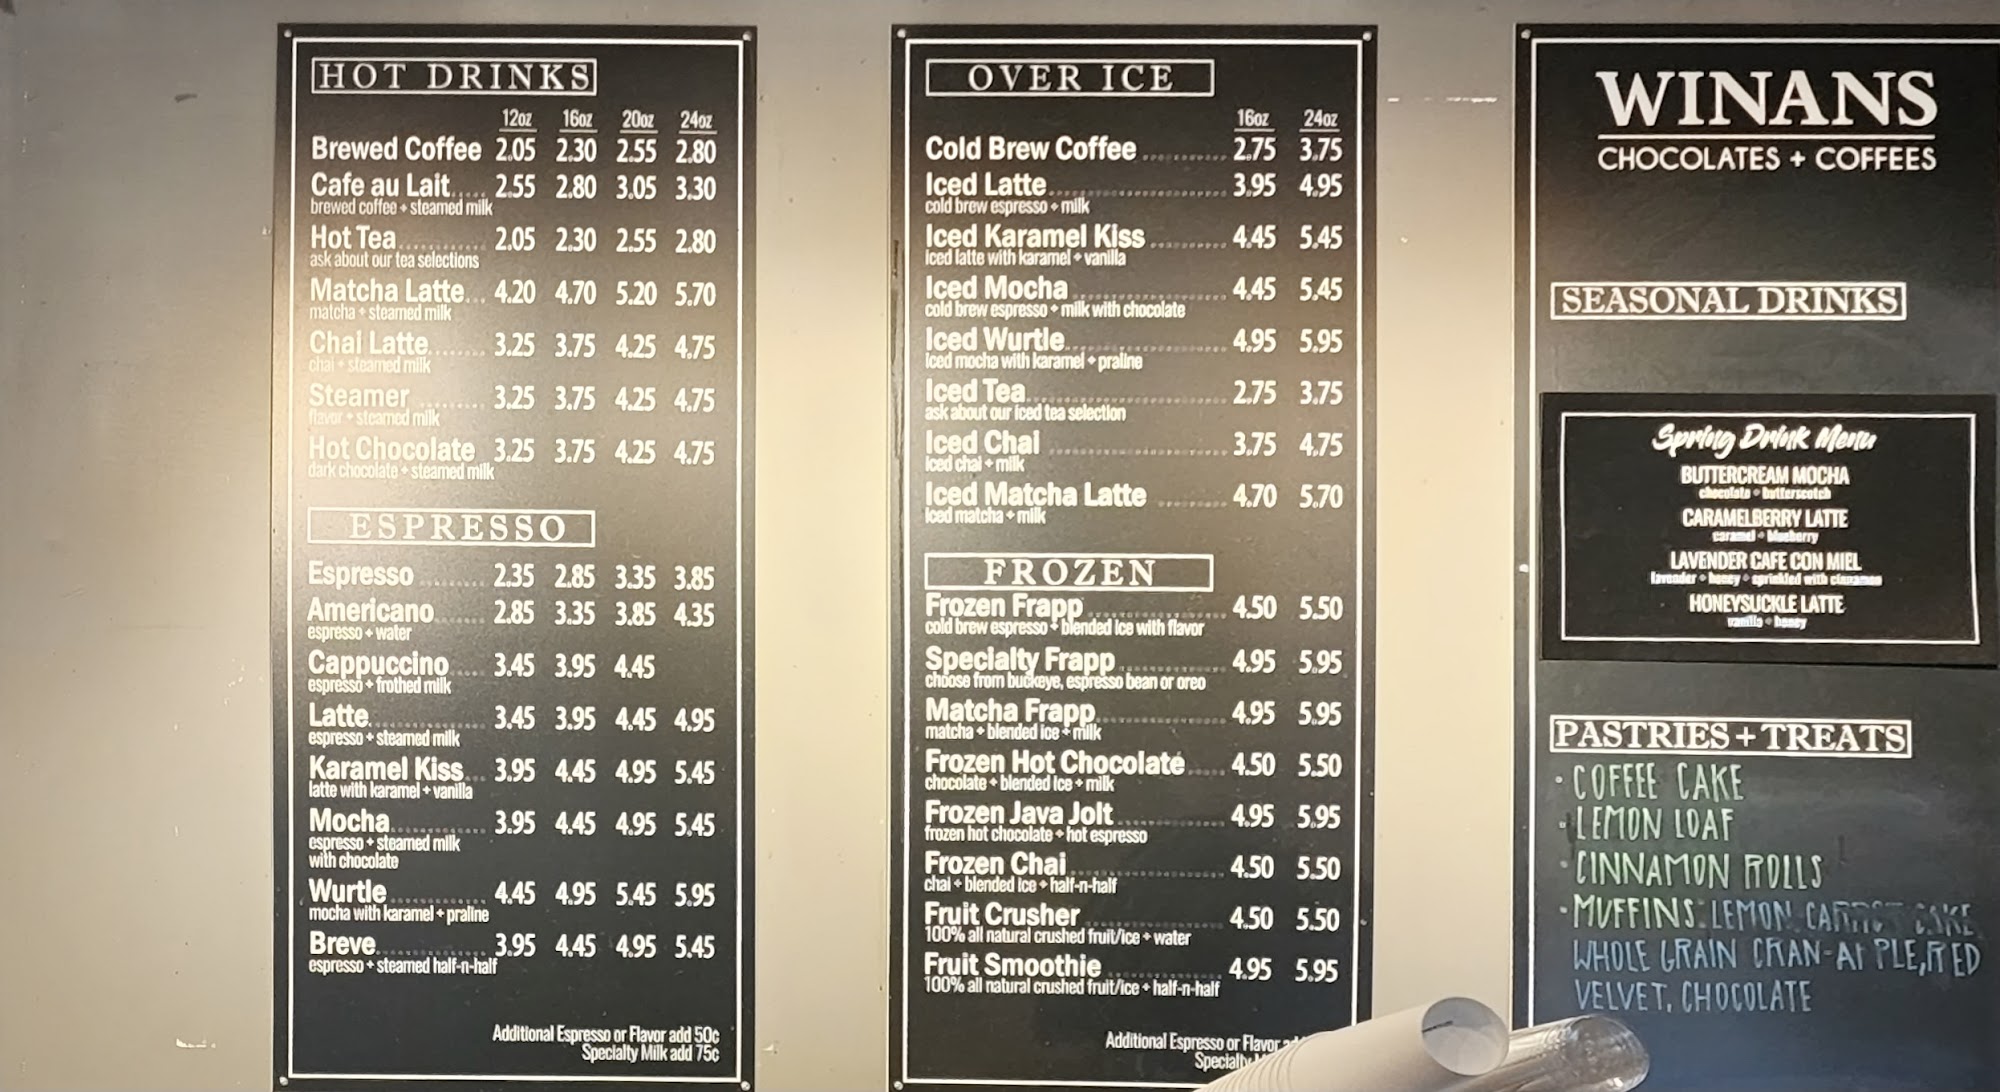 HOT DRINKS
12oz 16oz 20oz 24oz
Brewed Coffee 2.05 2.30 2.55 2.80
Cafe au Lait..... 2.55 2.80 3.05 3.30
brewed coffee + steamed milk
Hot Tea............ 2.05 2.30 2.55 2.80
ask about our tea selections
Matcha Latte... 4.20 4.70 5.20 5.70
matcha + steamed milk
Chai Latte........ 3.25 3.75 4.25 4.75
chai + steamed milk
Steamer ......... 3.25 3.75 4.25 4.75
flavor + steamed milk
Hot Chocolate 3.25 3.75 4.25 4.75
dark chocolate + steamed milk
ESPRESSO
Espresso ......... 2.35 2.85 3.35 3.85
Americano....... 2.85 3.35 3.85 4.35
espresso + water
Cappuccino..... 3.45 3.95 4.45
espresso + frothed milk
Latte................ 3.45 3.95 4.45 4.95
espresso + steamed milk
Karamel Kiss... 3.95 4.45 4.95 5.45
latte with karamel + vanilla
Mocha............. 3.95 4.45 4.95 5.45
espresso + steamed milk
with chocolate
Wurtle............. 4.45 4.95 5.45 5.95
mocha with karamel + praline
Breve............... 3.95 4.45 4.95 5.45
espresso + steamed half-n-half
Additional Espresso or Flavor add 50c
Specialty Milk add 75c
OVER ICE
16oz 24oz
Cold Brew Coffee ............ 2.75 3.75
Iced Latte......................... 3.95 4.95
cold brew espresso + milk
Iced Karamel Kiss ........... 4.45 5.45
iced latte with karamel + vanilla
Iced Mocha...................... 4.45 5.45
cold brew espresso + milk with chocolate
Iced Wurtle....................... 4.95 5.95
iced mocha with karamel + praline
Iced Tea............................ 2.75 3.75
ask about our iced tea selection
Iced Chai .......................... 3.75 4.75
iced chai + milk
Iced Matcha Latte .......... 4.70 5.70
iced matcha + milk
FROZEN
Frozen Frapp.................... 4.50 5.50
cold brew espresso + blended ice with flavor
Specialty Frapp................ 4.95 5.95
choose from buckeye, espresso bean or oreo
Matcha Frapp................... 4.95 5.95
matcha + blended ice + milk
Frozen Hot Chocolate...... 4.50 5.50
chocolate + blended ice + milk
Frozen Java Jolt................ 4.95 5.95
frozen hot chocolate + hot espresso
Frozen Chai....................... 4.50 5.50
chai + blended ice + half-n-half
Fruit Crusher..................... 4.50 5.50
100% all natural crushed fruit/ice + water
Fruit Smoothie.................. 4.95 5.95
100% all natural crushed fruit/ice + half-n-half
Additional Espresso or Flavor
Specialty
WINANS
CHOCOLATES + COFFEES
SEASONAL DRINKS
Spring Drink Menu
BUTTERCREAM MOCHA
chocolate + butterscotch
CARAMELBERRY LATTE
caramel + blueberry
LAVENDER CAFE CON MIEL
lavender + honey + sprinkled with cinnamon
HONEYSUCKLE LATTE
vanilla + honey
PASTRIES + TREATS
· COFFEE CAKE
· LEMON LOAF
· CINNAMON ROLLS
· MUFFINS: LEMON, CARROT CAKE,
WHOLE GRAIN CRAN-APPLE, RED
VELVET, CHOCOLATE